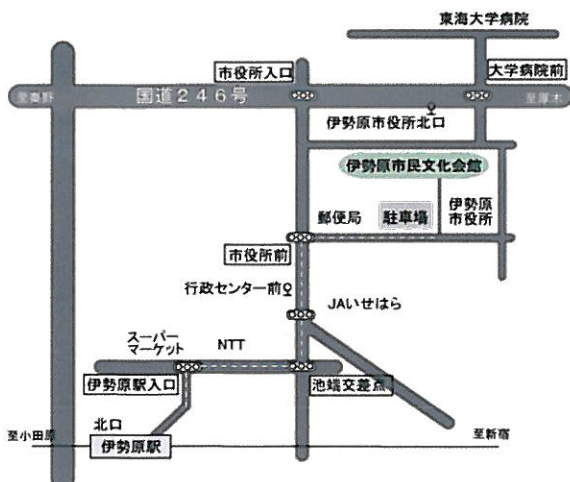 東海大学病院
市役所入口
大学病院前
至秦野
国道246号
至厚木
伊勢原市役所北口
伊勢原市民文化会館
郵便局
駐車場
伊勢原
市役所
市役所前
行政センター前
JAいせはら
スーパー
マーケット
NTT
伊勢原駅入口
池端交差点
北口
至小田原
至新宿
伊勢原駅